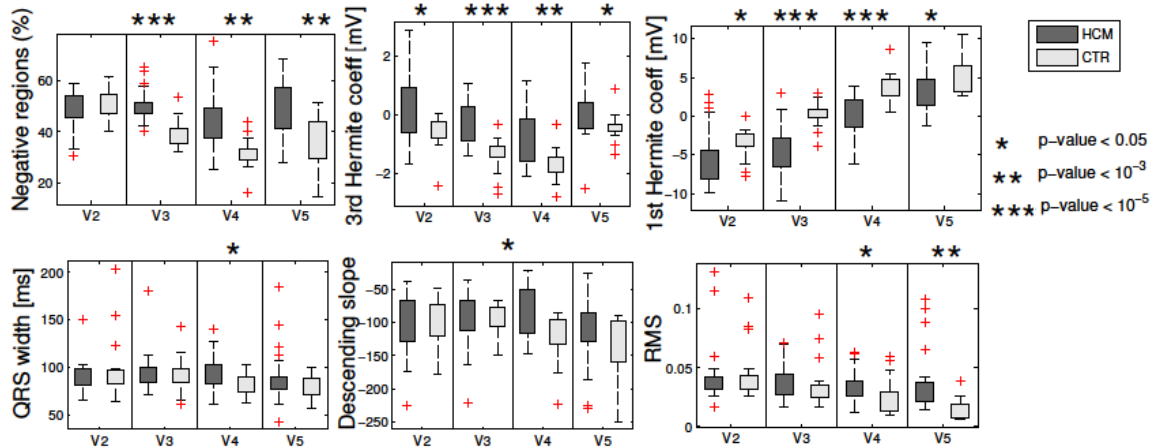 *** ** **
Negative regions (%)
60
40
20
V2 V3 V4 V5
* *** ** *
3rd Hermite coeff [mV]
2
0
−2
V2 V3 V4 V5
* *** *** *
1st Hermite coeff [mV]
10
5
0
−5
−10
V2 V3 V4 V5
HCM
CTR
* p−value < 0.05
** p−value < 10−3
*** p−value < 10−5
*
QRS width [ms]
200
150
100
50
V2 V3 V4 V5
*
Descending slope
−50
−100
−150
−200
−250
V2 V3 V4 V5
* **
RMS
0.1
0.05
0
V2 V3 V4 V5